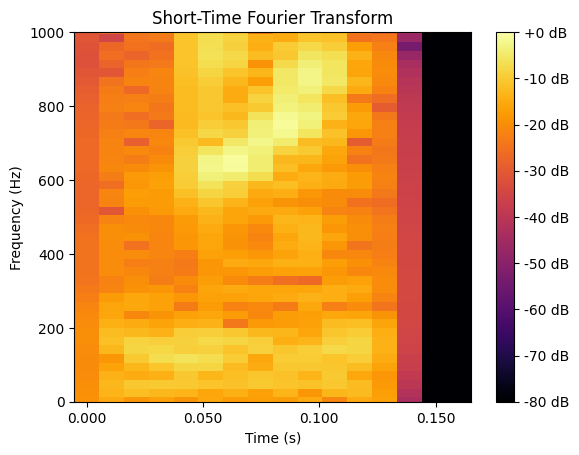 Short-Time Fourier Transform
1000
800
600
400
200
0
Frequency (Hz)
0.000
0.050
0.100
0.150
Time (s)
+0 dB
-10 dB
-20 dB
-30 dB
-40 dB
-50 dB
-60 dB
-70 dB
-80 dB